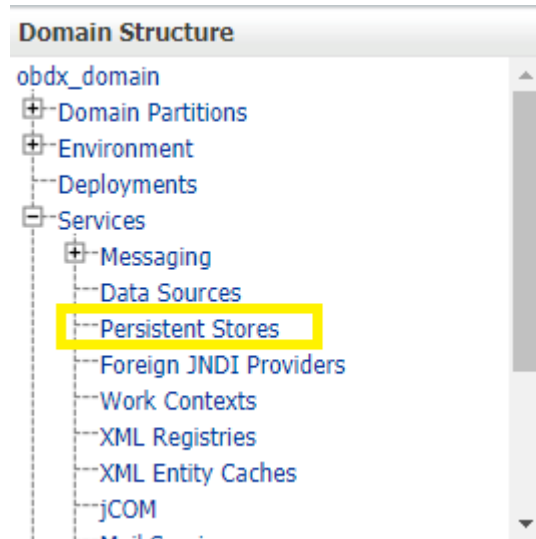 Domain Structure
obdx_domain
Domain Partitions
Environment
Deployments
Services
Messaging
Data Sources
Persistent Stores
Foreign JNDI Providers
Work Contexts
XML Registries
XML Entity Caches
jCOM